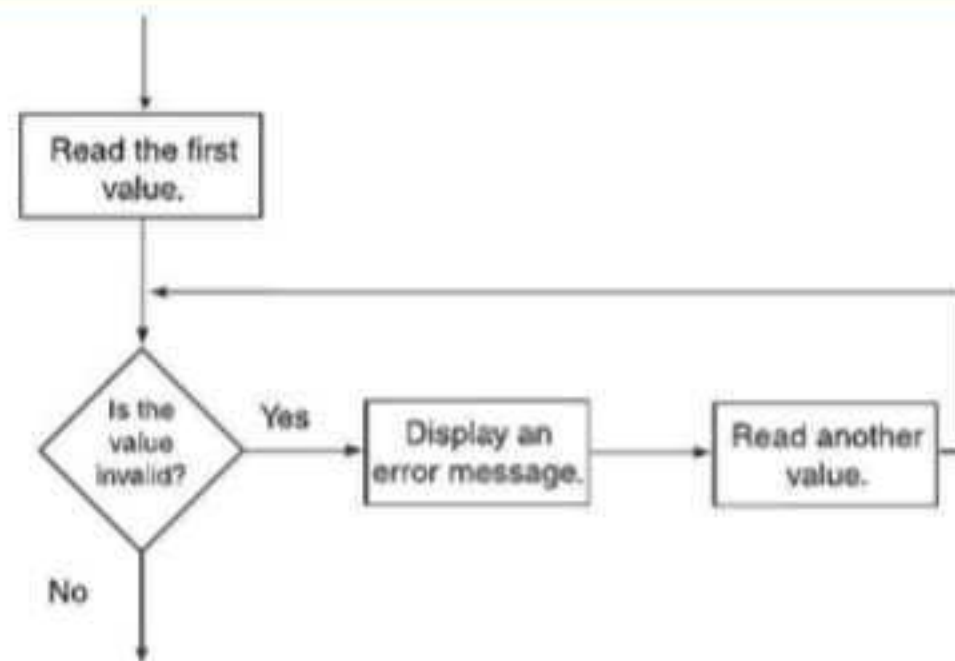 Read the first
value.
Is the
value
invalid?
Yes
Display an
error message.
Read another
value.
No